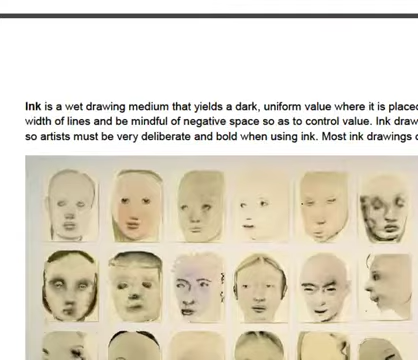 Ink is a wet drawing medium that yields a dark, uniform value where it is placed
width of lines and be mindful of negative space so as to control value. Ink draw
so artists must be very deliberate and bold when using ink. Most ink drawings